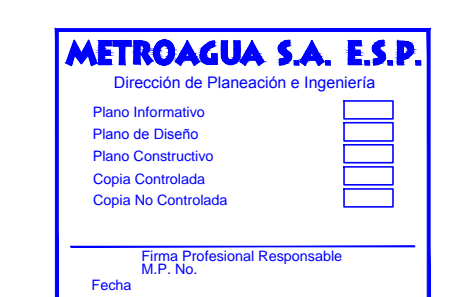 METROAGUA S.A. E.S.P.
Dirección de Planeación e Ingeniería
Plano Informativo
Plano de Diseño
Plano Constructivo
Copia Controlada
Copia No Controlada
Firma Profesional Responsable
M.P. No.
Fecha